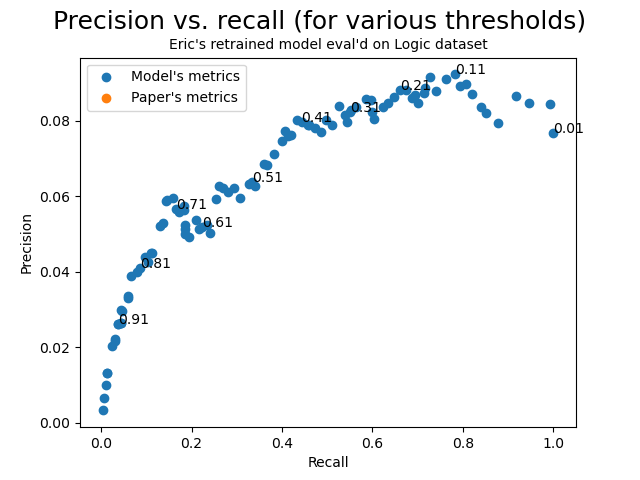 Precision vs. recall (for various thresholds)
Eric's retrained model eval'd on Logic dataset
Model's metrics
Paper's metrics
0.11
0.21
0.31
0.41
0.01
0.51
0.71
0.61
0.81
0.91
0.08
0.06
0.04
0.02
0.00
Precision
0.0 0.2 0.4 0.6 0.8 1.0
Recall